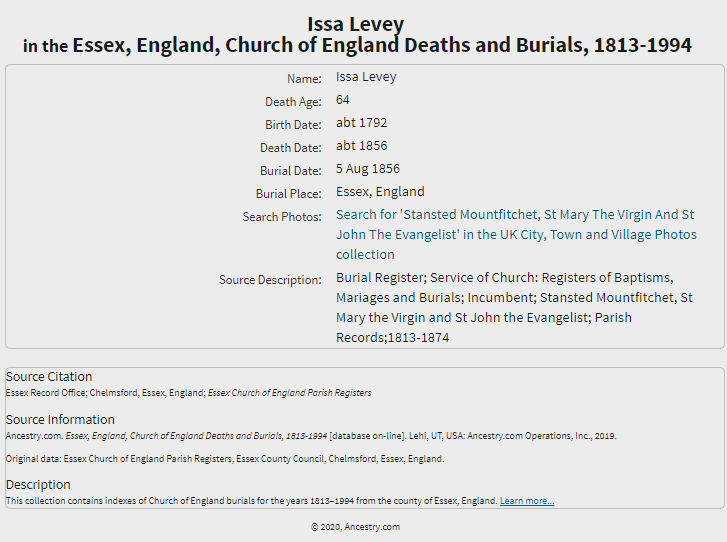 Issa Levey
in the Essex, England, Church of England Deaths and Burials, 1813-1994
Name: Issa Levey
Death Age: 64
Birth Date: abt 1792
Death Date: abt 1856
Burial Date: 5 Aug 1856
Burial Place: Essex, England
Search Photos: Search for 'Stansted Mountfitchet, St Mary The Virgin And St
John The Evangelist' in the UK City, Town and Village Photos
collection
Source Description: Burial Register; Service of Church: Registers of Baptisms,
Mariages and Burials; Incumbent; Stansted Mountfitchet, St
Mary the Virgin and St John the Evangelist; Parish
Records;1813-1874
Source Citation
Essex Record Office; Chelmsford, Essex, England; Essex Church of England Parish Registers
Source Information
Ancestry.com. Essex, England, Church of England Deaths and Burials, 1813-1994 [database on-line]. Lehi, UT, USA: Ancestry.com Operations, Inc., 2019.
Original data: Essex Church of England Parish Registers, Essex County Council, Chelmsford, Essex, England.
Description
This collection contains indexes of Church of England burials for the years 1813–1994 from the county of Essex, England. Learn more...
© 2020, Ancestry.com